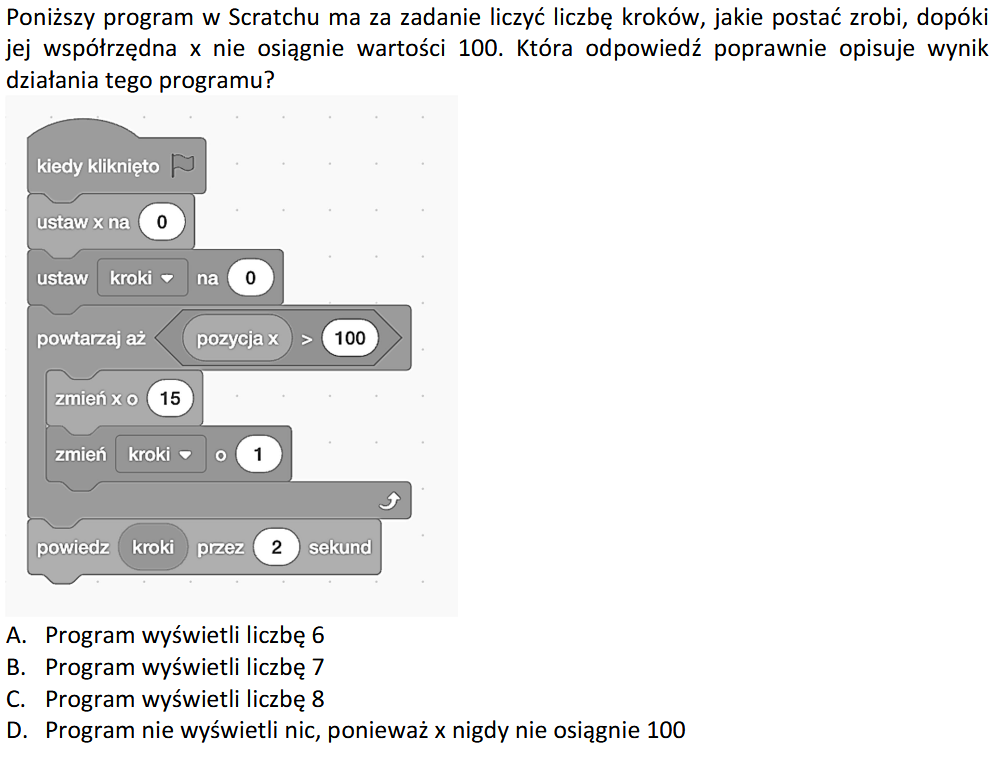 Poniższy program w Scratchu ma za zadanie liczyć liczbę kroków, jakie postać zrobi, dopóki
jej współrzędna x nie osiągnie wartości 100. Która odpowiedź poprawnie opisuje wynik
działania tego programu?
kiedy kliknięto
ustaw x na 0
ustaw kroki na 0
powtarzaj aż pozycja x > 100
zmień x o 15
zmień kroki o 1
powiedz kroki przez 2 sekund
A. Program wyświetli liczbę 6
B. Program wyświetli liczbę 7
C. Program wyświetli liczbę 8
D. Program nie wyświetli nic, ponieważ x nigdy nie osiągnie 100